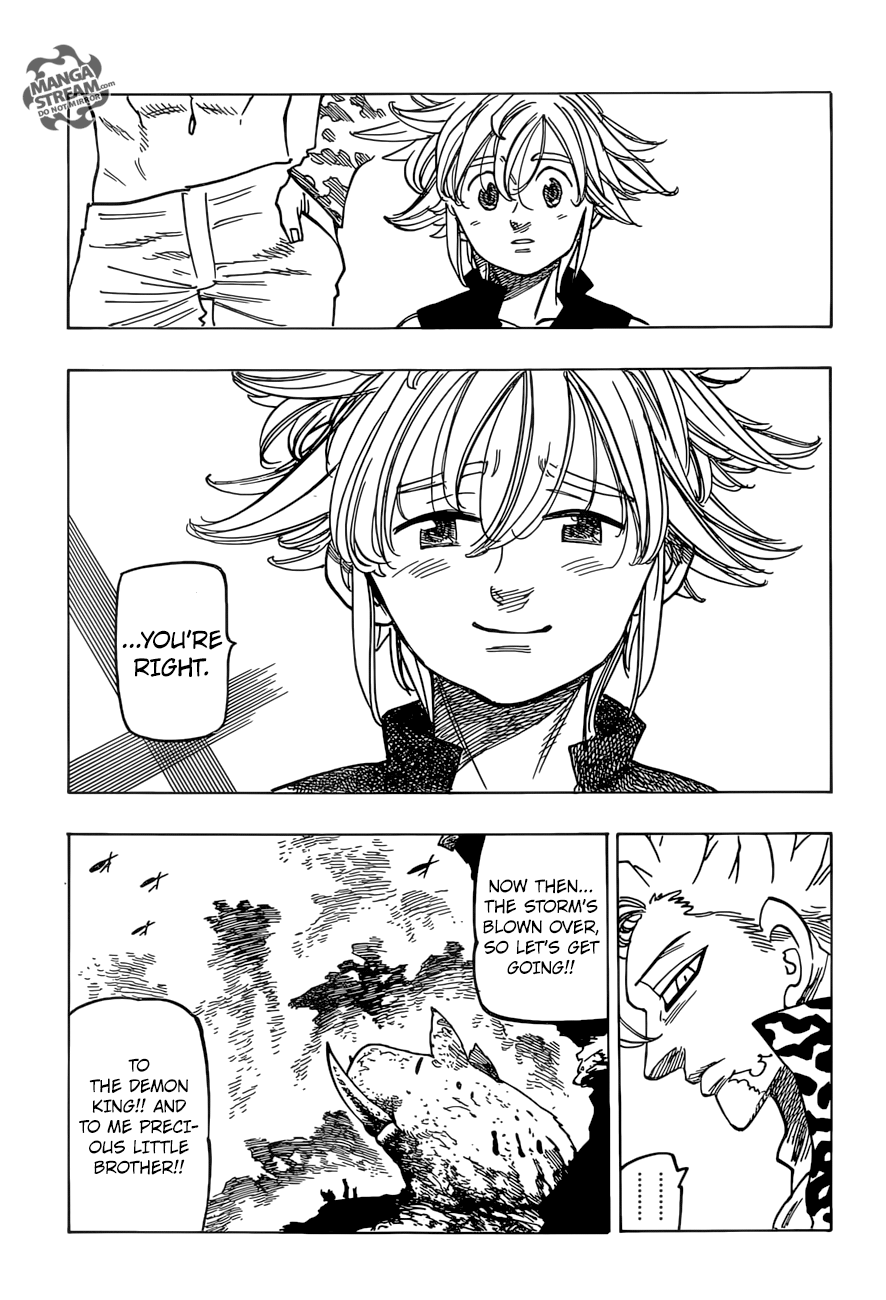 MANGA
STREAM.com
DO NOT MIRROR
...YOU'RE
RIGHT.
..........
NOW THEN...
THE STORM'S
BLOWN OVER,
SO LET'S GET
GOING!!
TO
THE DEMON
KING!! AND
TO ME PRECI-
OUS LITTLE
BROTHER!!